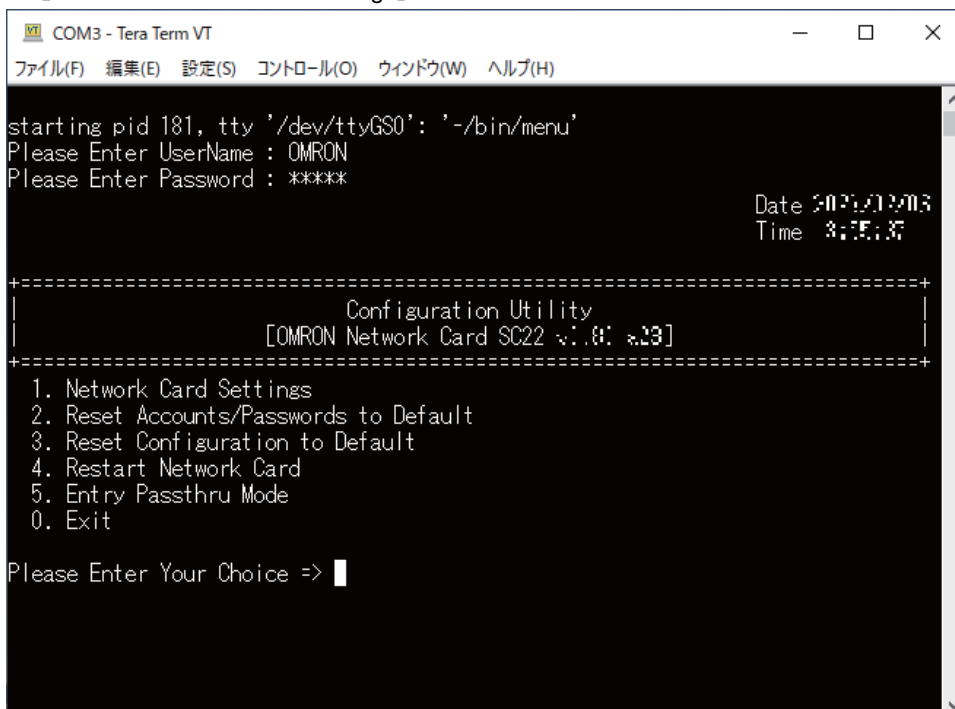 COM3 - Tera Term VT
ファイル(F) 編集(E) 設定(S) コントロール(O) ウィンドウ(W) ヘルプ(H)
starting pid 181, tty '/dev/ttyGS0': '-/bin/menu'
Please Enter UserName : OMRON
Please Enter Password : *****
Date
Time
+==============================================================================+
| Configuration Utility |
| [OMRON Network Card SC22 ] |
+==============================================================================+
1. Network Card Settings
2. Reset Accounts/Passwords to Default
3. Reset Configuration to Default
4. Restart Network Card
5. Entry Passthru Mode
0. Exit
Please Enter Your Choice =>